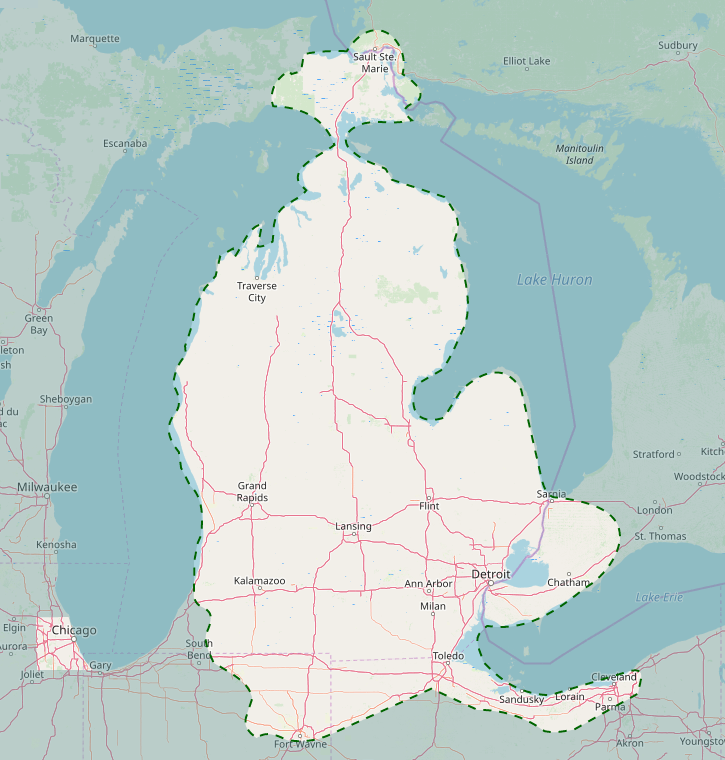 Marquette
Sault Ste.
Marie
Sudbury
Elliot Lake
Escanaba
Manitoulin
Island
Lake Huron
Traverse
City
Green
Bay
leton
sh
Sheboygan
d du
ac
Stratford
Kitch
Milwaukee
Grand
Rapids
Woodstock
Sarnia
Flint
London
Lansing
St. Thomas
Kenosha
Kalamazoo
Ann Arbor
Detroit
Chatham
Milan
Lake Erie
Elgin
Chicago
Aurora
South
Bend
Gary
Toledo
Joliet
Cleveland
Sandusky
Lorain
Parma
Fort Wayne
Akron
Youngstow